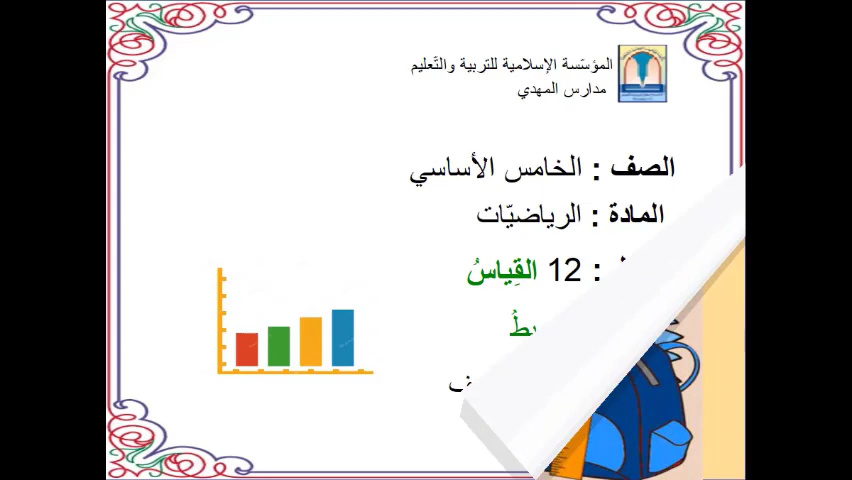 المؤسّسة الإسلامية للتربية والتّعليم
مدارس المهدي
الصف : الخامس الأساسي
المادة : الرياضيّات
: 12 القِياسُ